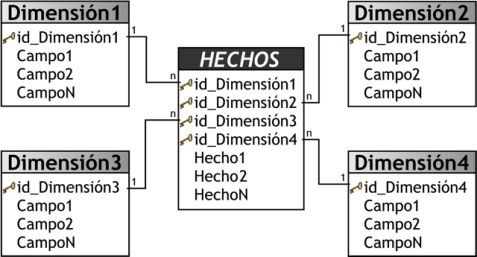 Dimensión1
id_Dimensión1
Campo1
Campo2
CampoN
1
n
HECHOS
id_Dimensión1
id_Dimensión2
id_Dimensión3
id_Dimensión4
Hecho1
Hecho2
HechoN
n
n
n
Dimensión2
id_Dimensión2
Campo1
Campo2
CampoN
1
Dimensión3
id_Dimensión3
Campo1
Campo2
CampoN
1
Dimensión4
id_Dimensión4
Campo1
Campo2
CampoN
1